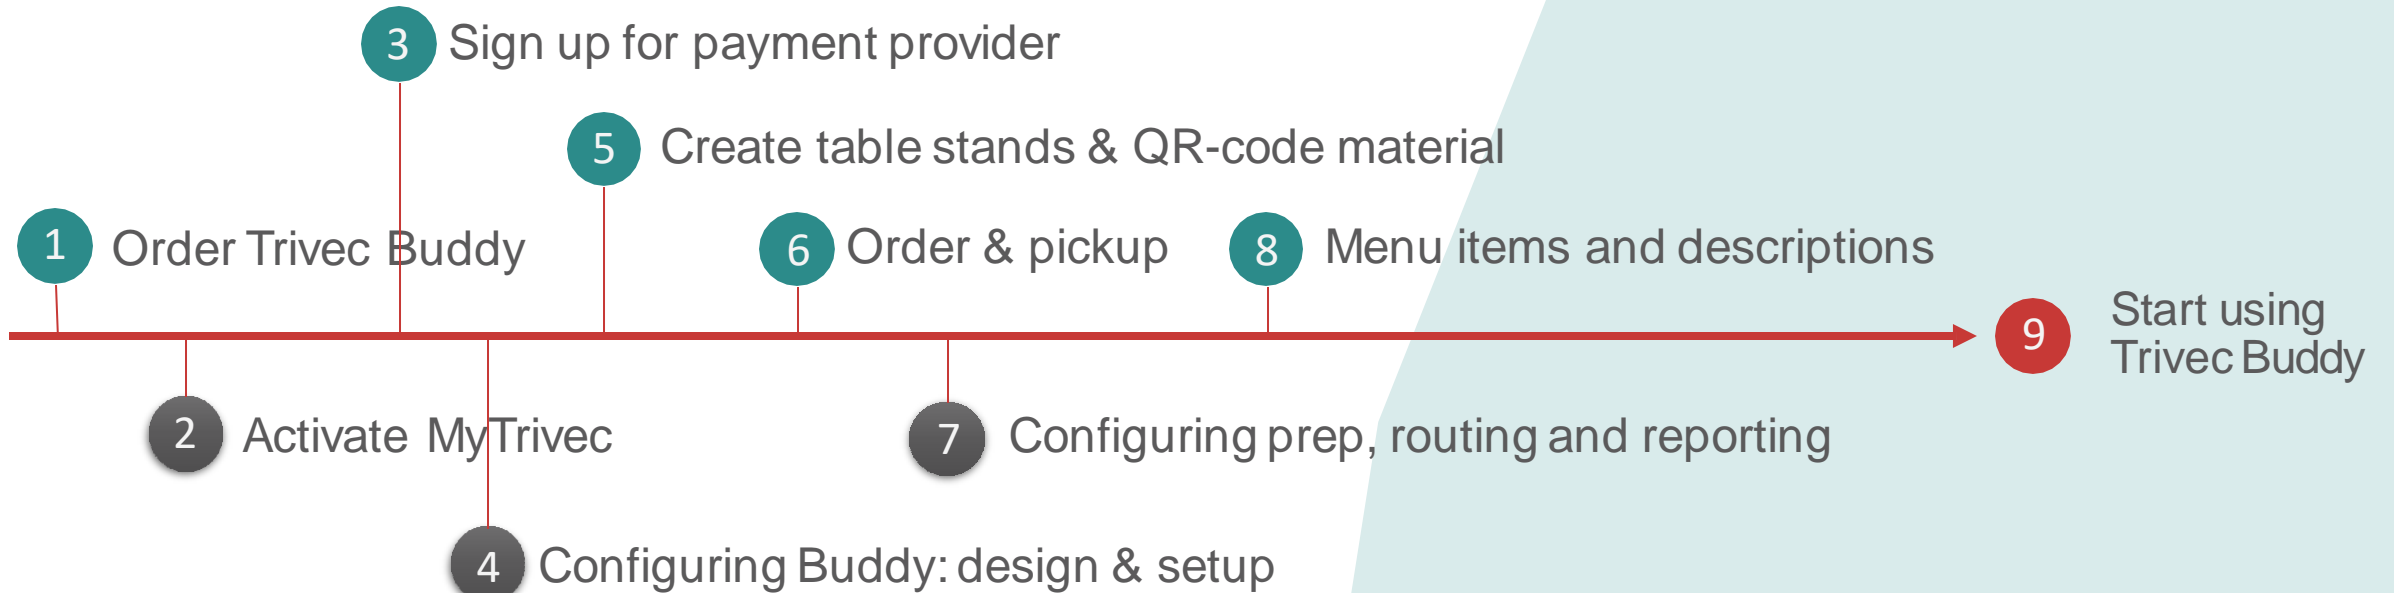 3 Sign up for payment provider
5 Create table stands & QR-code material
1 Order Trivec Buddy
6 Order & pickup
8 Menu items and descriptions
9 Start using
Trivec Buddy
2 Activate MyTrivec
7 Configuring prep, routing and reporting
4 Configuring Buddy: design & setup